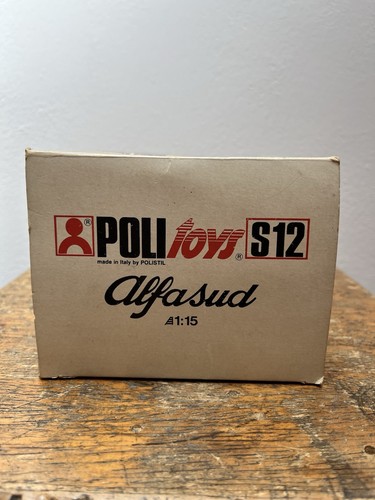 ® POLI toys ® S12
made in Italy by POLISTIL
alfasud
1:15